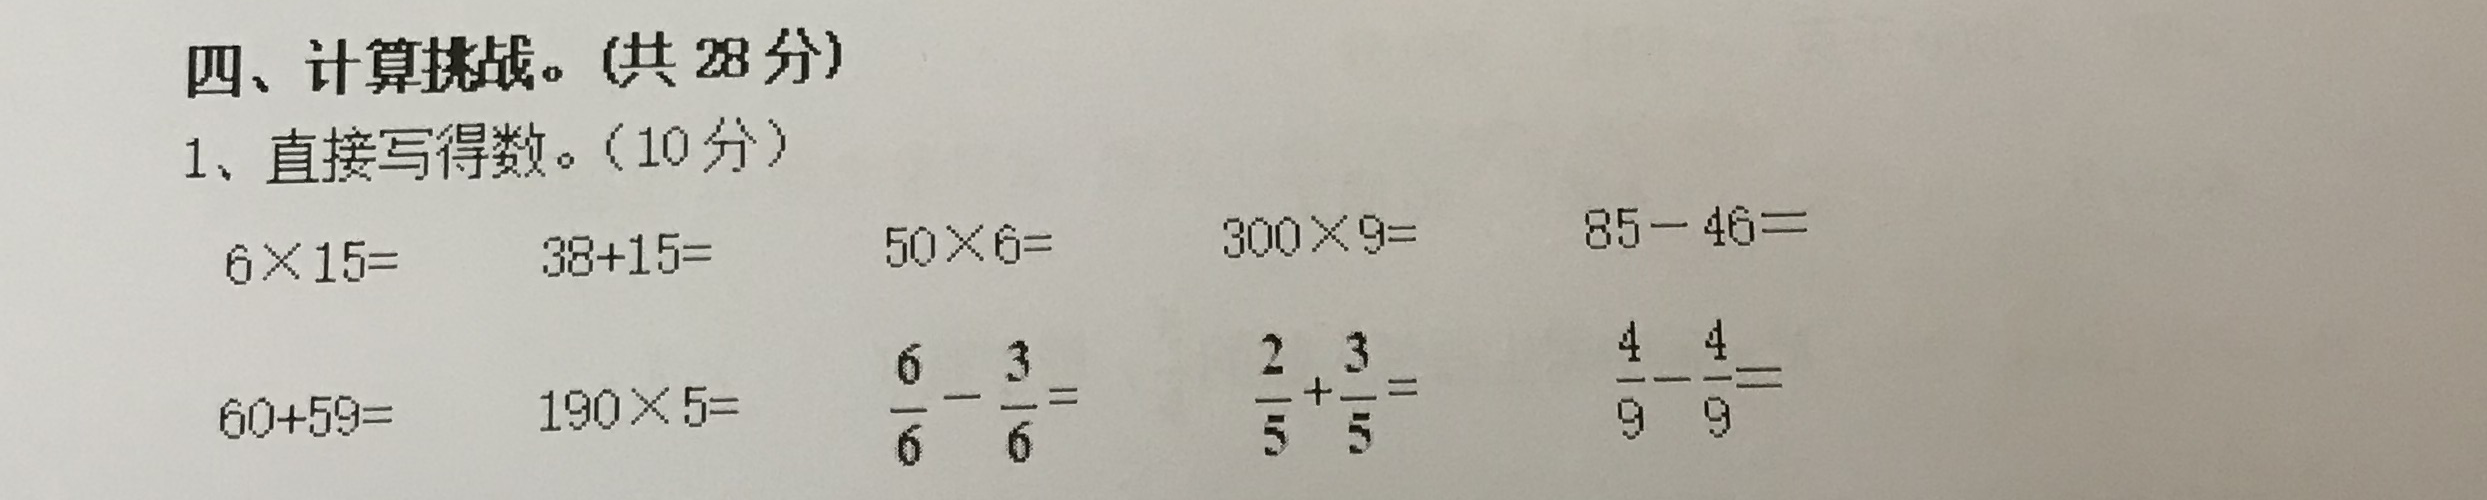 四、计算挑战。(共 28 分)
1、直接写得数。（10 分）
6×15= 38+15= 50×6= 300×9= 85－46＝
60+59= 190×5= 6/6－3/6= 2/5+3/5= 4/9－4/9＝